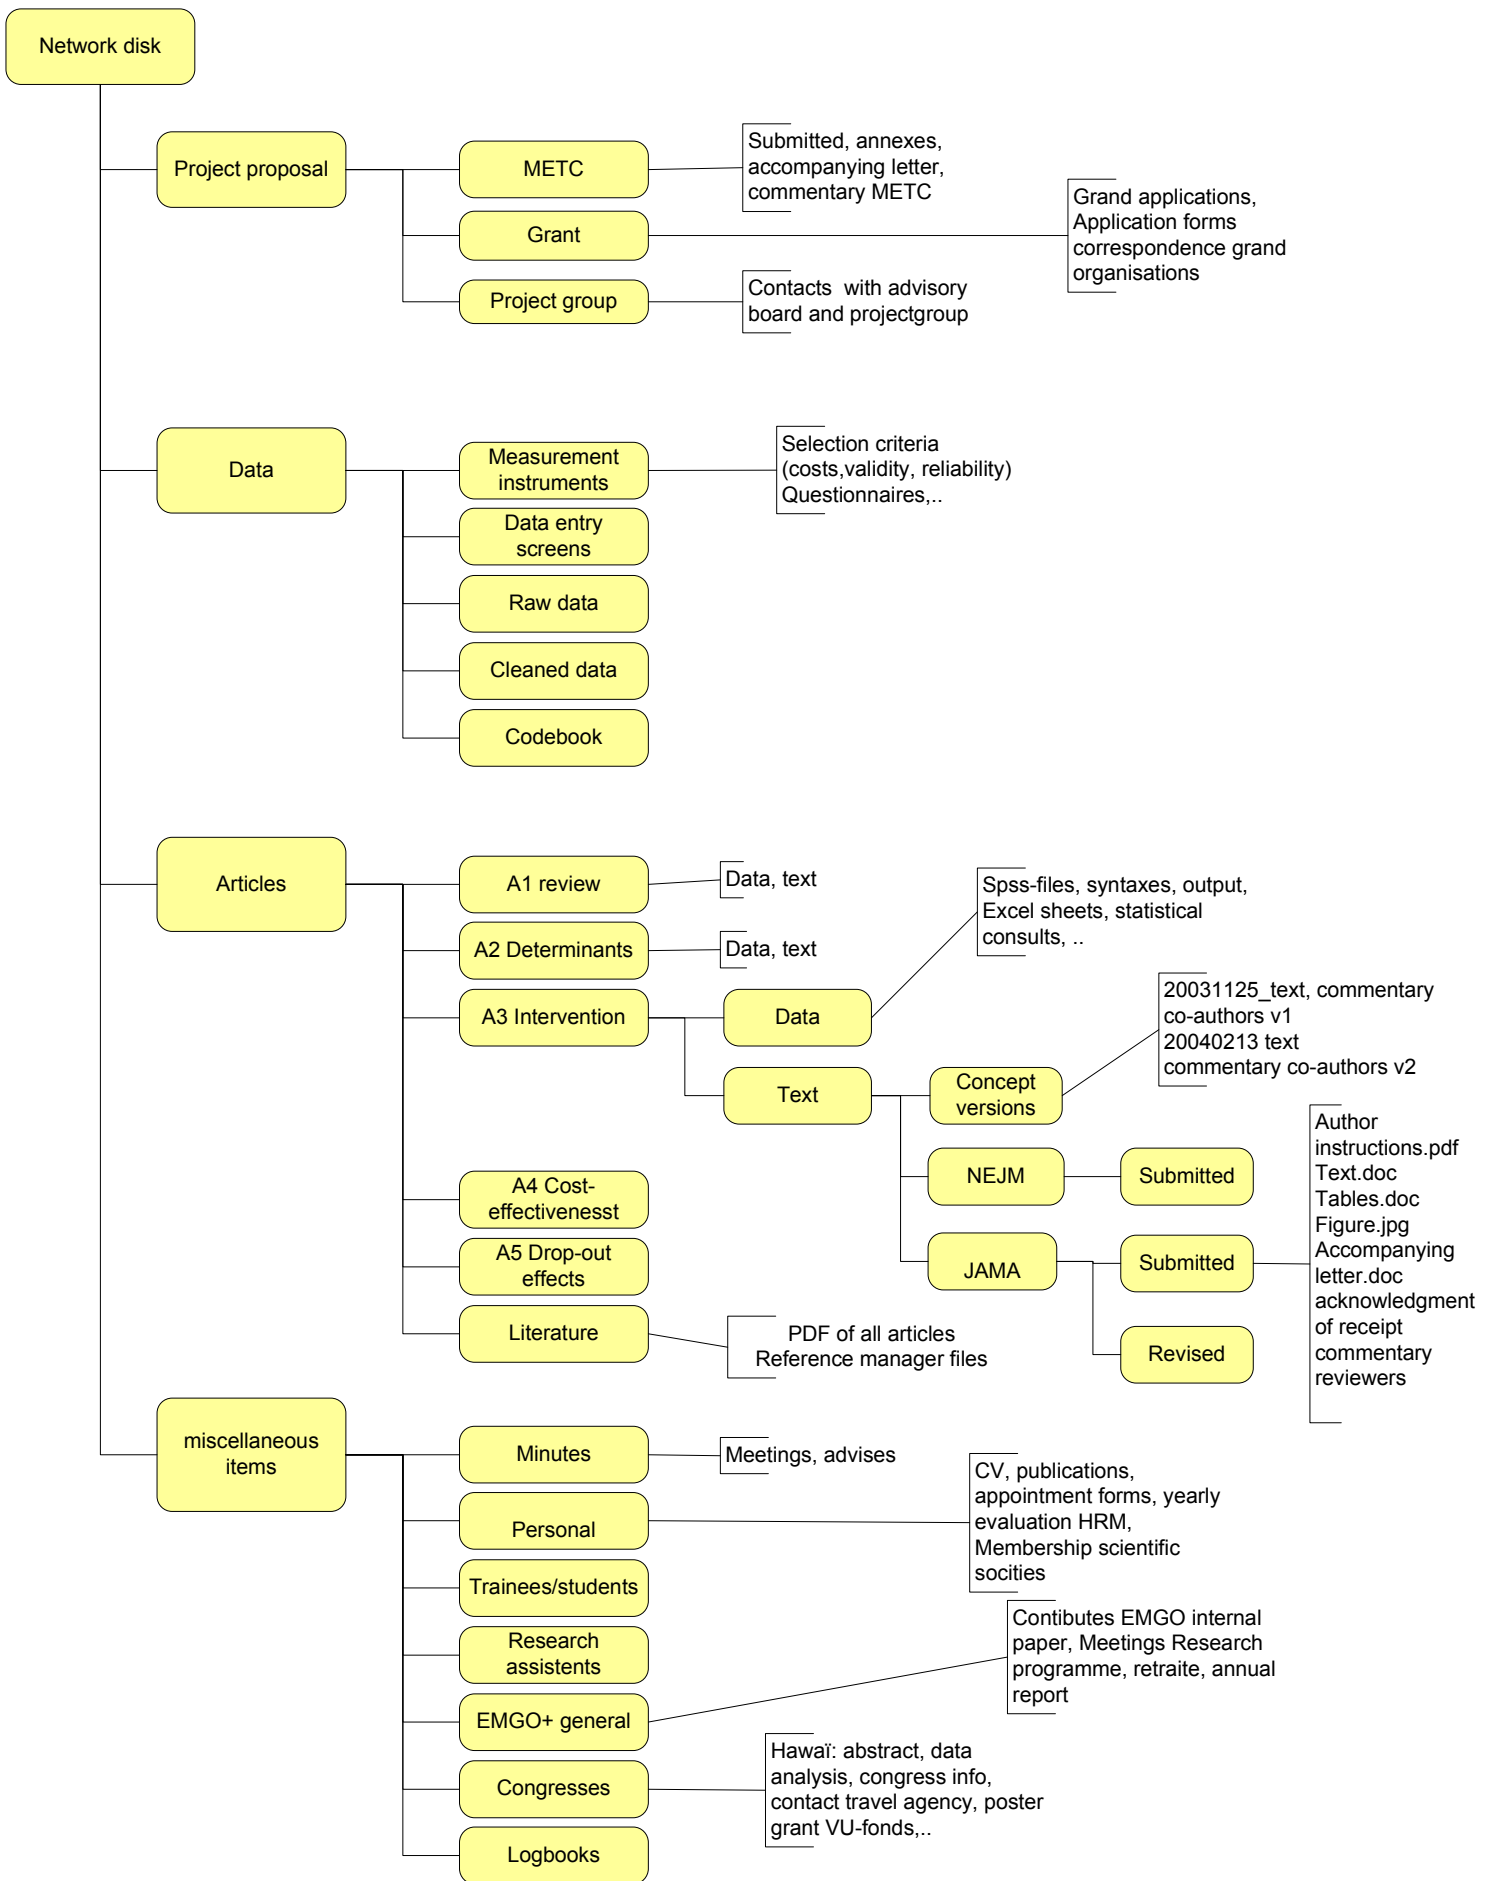 Network disk
Project proposal
METC
Submitted, annexes,
accompanying letter,
commentary METC
Grant
Grand applications,
Application forms
correspondence grand
organisations
Project group
Contacts  with advisory
board and projectgroup
Data
Measurement
instruments
Selection criteria
(costs,validity, reliability)
Questionnaires,..
Data entry
screens
Raw data
Cleaned data
Codebook
Articles
A1 review
Data, text
A2 Determinants
Data, text
A3 Intervention
Data
Spss-files, syntaxes, output,
Excel sheets, statistical
consults, ..
Text
Concept
versions
20031125_text, commentary
co-authors v1
20040213 text
commentary co-authors v2
NEJM
Submitted
JAMA
Submitted
Author
instructions.pdf
Text.doc
Tables.doc
Figure.jpg
Accompanying
letter.doc
acknowledgment
of receipt
commentary
reviewers
Revised
A4 Cost-
effectivenesst
A5 Drop-out
effects
Literature
PDF of all articles
Reference manager files
miscellaneous
items
Minutes
Meetings, advises
Personal
CV, publications,
appointment forms, yearly
evaluation HRM,
Membership scientific
socities
Trainees/students
Research
assistents
EMGO+ general
Contibutes EMGO internal
paper, Meetings Research
programme, retraite, annual
report
Congresses
Hawaï: abstract, data
analysis, congress info,
contact travel agency, poster
grant VU-fonds,..
Logbooks